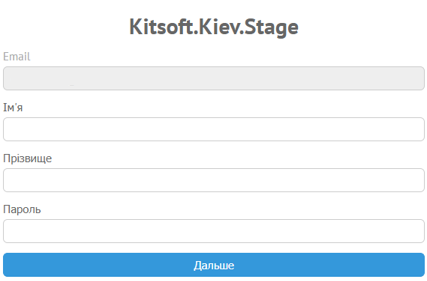 Kitsoft.Kiev.Stage
Email
Ім'я
Прізвище
Пароль
Дальше